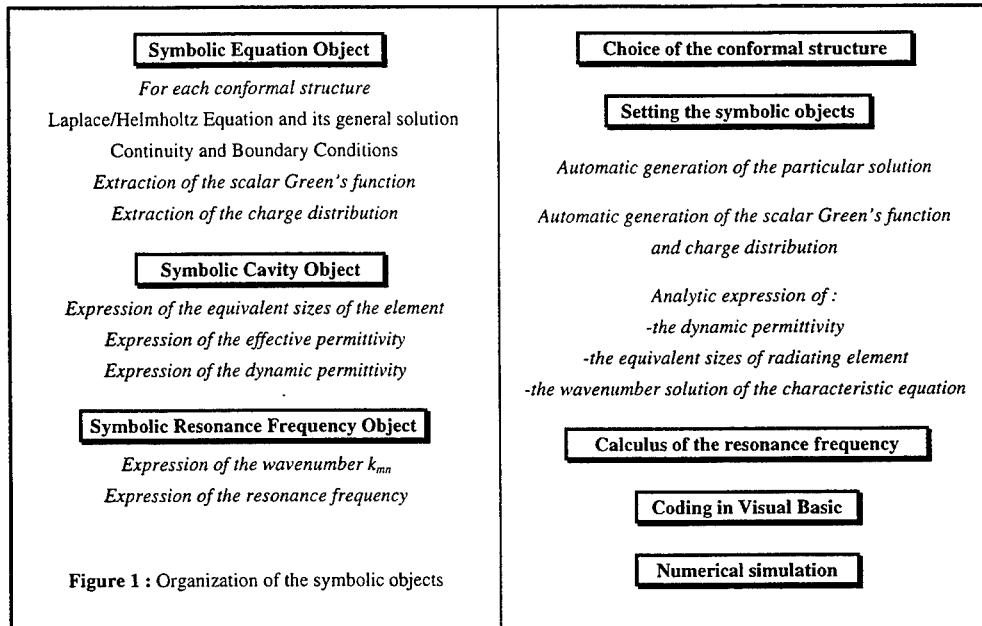 Symbolic Equation Object
For each conformal structure
Laplace/Helmholtz Equation and its general solution
Continuity and Boundary Conditions
Extraction of the scalar Green's function
Extraction of the charge distribution
Symbolic Cavity Object
Expression of the equivalent sizes of the element
Expression of the effective permittivity
Expression of the dynamic permittivity
Symbolic Resonance Frequency Object
Expression of the wavenumber kmn
Expression of the resonance frequency
Figure 1 : Organization of the symbolic objects
Choice of the conformal structure
Setting the symbolic objects
Automatic generation of the particular solution
Automatic generation of the scalar Green's function
and charge distribution
Analytic expression of :
-the dynamic permittivity
-the equivalent sizes of radiating element
-the wavenumber solution of the characteristic equation
Calculus of the resonance frequency
Coding in Visual Basic
Numerical simulation